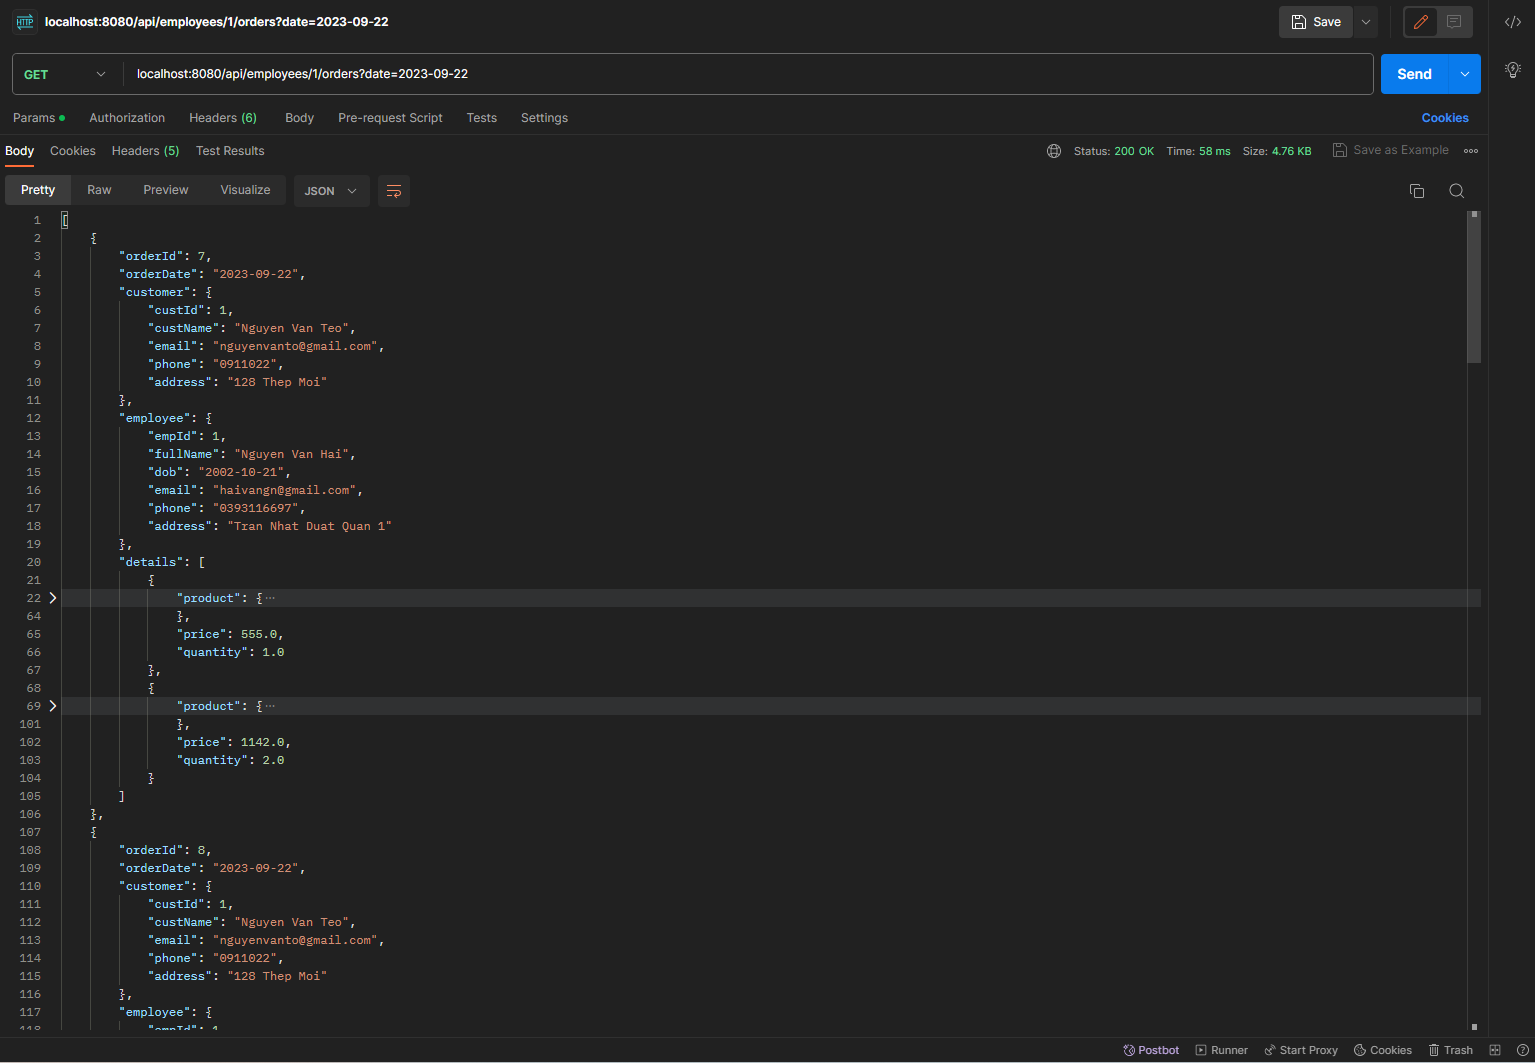 HTTP localhost:8080/api/employees/1/orders?date=2023-09-22 Save
GET localhost:8080/api/employees/1/orders?date=2023-09-22 Send
Params Authorization Headers (6) Body Pre-request Script Tests Settings Cookies
Body Cookies Headers (5) Test Results Status: 200 OK Time: 58 ms Size: 4.76 KB Save as Example
Pretty Raw Preview Visualize JSON
1 [
2 {
3 "orderId": 7,
4 "orderDate": "2023-09-22",
5 "customer": {
6 "custId": 1,
7 "custName": "Nguyen Van Teo",
8 "email": "nguyenvanto@gmail.com",
9 "phone": "0911022",
10 "address": "128 Thep Moi"
11 },
12 "employee": {
13 "empId": 1,
14 "fullName": "Nguyen Van Hai",
15 "dob": "2002-10-21",
16 "email": "haivangn@gmail.com",
17 "phone": "0393116697",
18 "address": "Tran Nhat Duat Quan 1"
19 },
20 "details": [
21 {
22 "product": { ···
64 },
65 "price": 555.0,
66 "quantity": 1.0
67 },
68 {
69 "product": { ···
101 },
102 "price": 1142.0,
103 "quantity": 2.0
104 }
105 ]
106 },
107 {
108 "orderId": 8,
109 "orderDate": "2023-09-22",
110 "customer": {
111 "custId": 1,
112 "custName": "Nguyen Van Teo",
113 "email": "nguyenvanto@gmail.com",
114 "phone": "0911022",
115 "address": "128 Thep Moi"
116 },
117 "employee": {
118 "empId": 1
Postbot Runner Start Proxy Cookies Trash